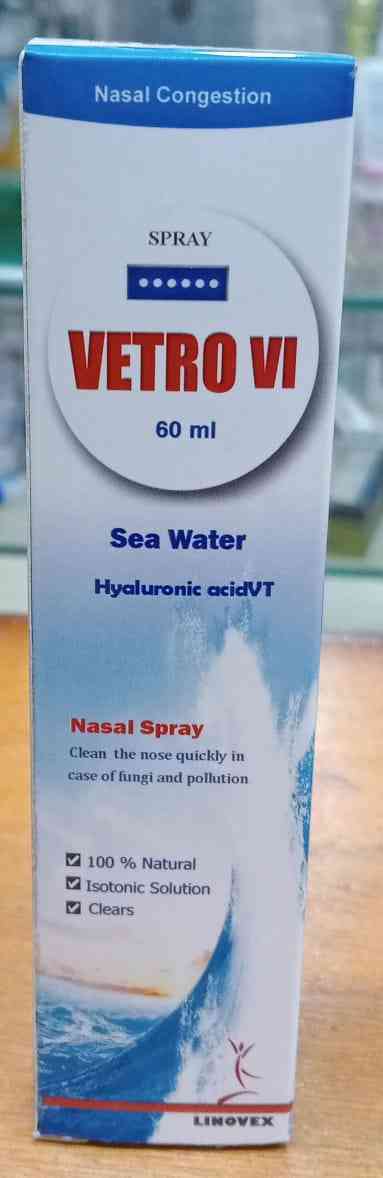 Nasal Congestion
SPRAY
VETRO VI
60 ml
Sea Water
Hyaluronic acidVT
Nasal Spray
Clean the nose quickly in
case of fungi and pollution
100 % Natural
Isotonic Solution
Clears
LINOVEX